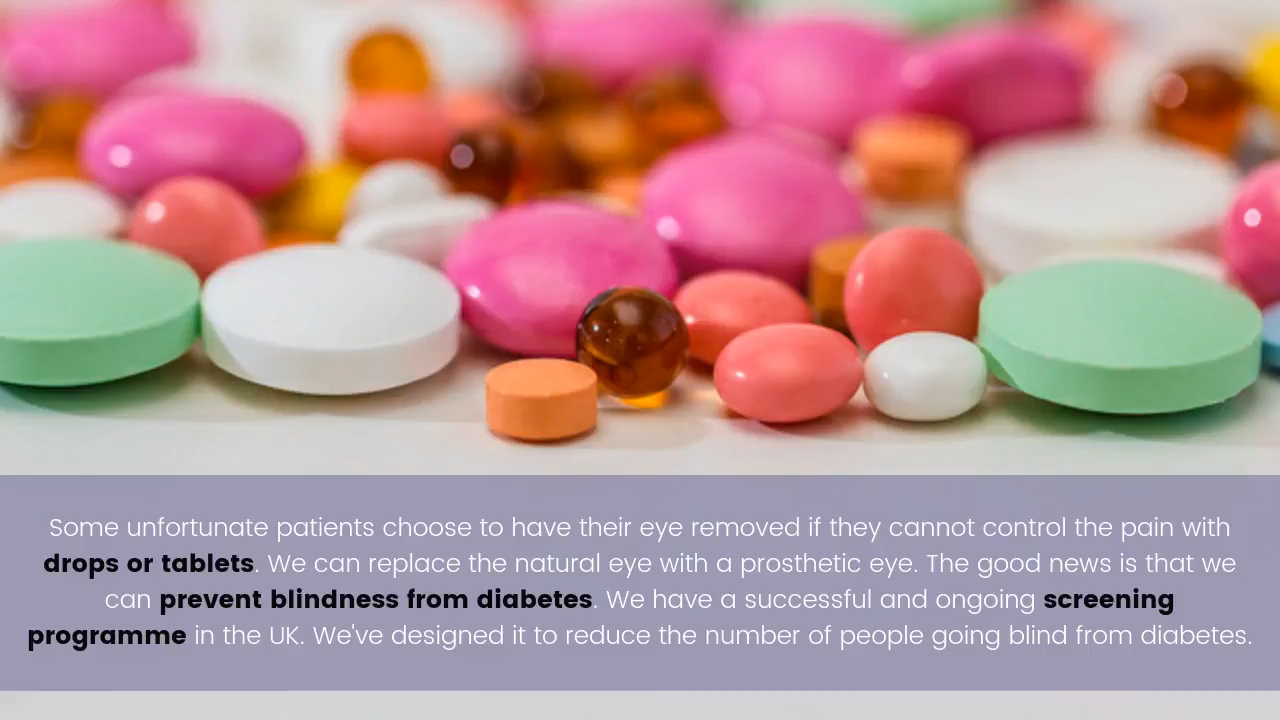 Some unfortunate patients choose to have their eye removed if they cannot control the pain with
drops or tablets. We can replace the natural eye with a prosthetic eye. The good news is that we
can prevent blindness from diabetes. We have a successful and ongoing screening
programme in the UK. We've designed it to reduce the number of people going blind from diabetes.